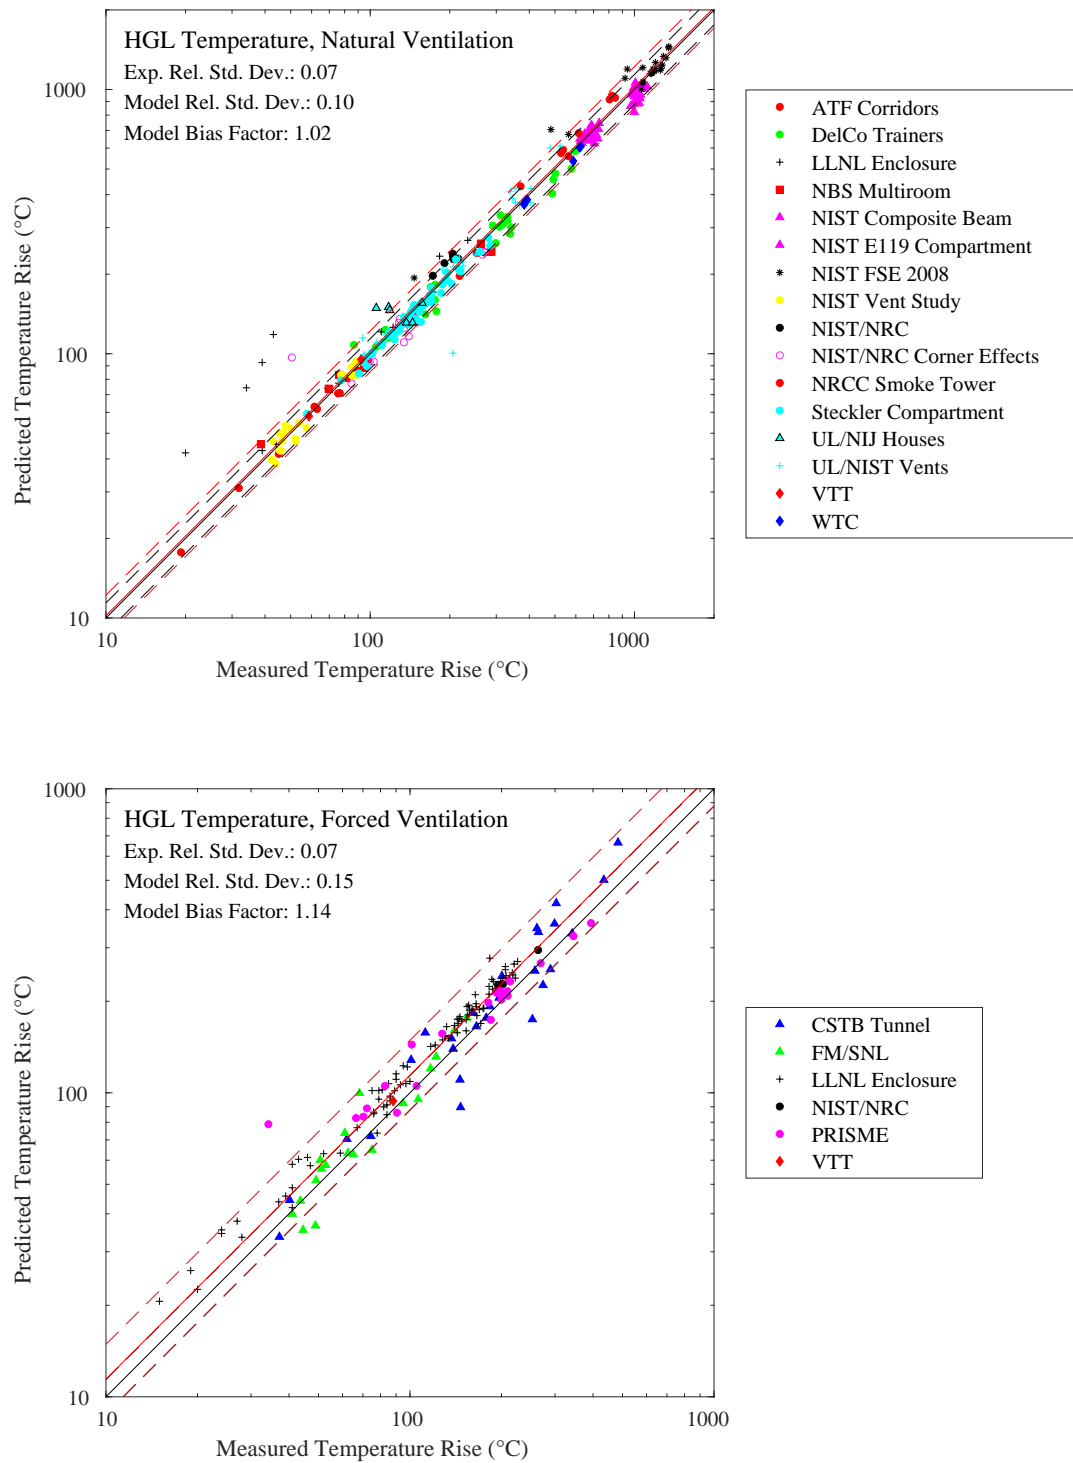 HGL Temperature, Natural Ventilation
Exp. Rel. Std. Dev.: 0.07
Model Rel. Std. Dev.: 0.10
Model Bias Factor: 1.02
1000
100
10
Predicted Temperature Rise (°C)
10
100
1000
Measured Temperature Rise (°C)
ATF Corridors
DelCo Trainers
LLNL Enclosure
NBS Multiroom
NIST Composite Beam
NIST E119 Compartment
NIST FSE 2008
NIST Vent Study
NIST/NRC
NIST/NRC Corner Effects
NRCC Smoke Tower
Steckler Compartment
UL/NIJ Houses
UL/NIST Vents
VTT
WTC
HGL Temperature, Forced Ventilation
Exp. Rel. Std. Dev.: 0.07
Model Rel. Std. Dev.: 0.15
Model Bias Factor: 1.14
1000
100
10
Predicted Temperature Rise (°C)
10
100
1000
Measured Temperature Rise (°C)
CSTB Tunnel
FM/SNL
LLNL Enclosure
NIST/NRC
PRISME
VTT